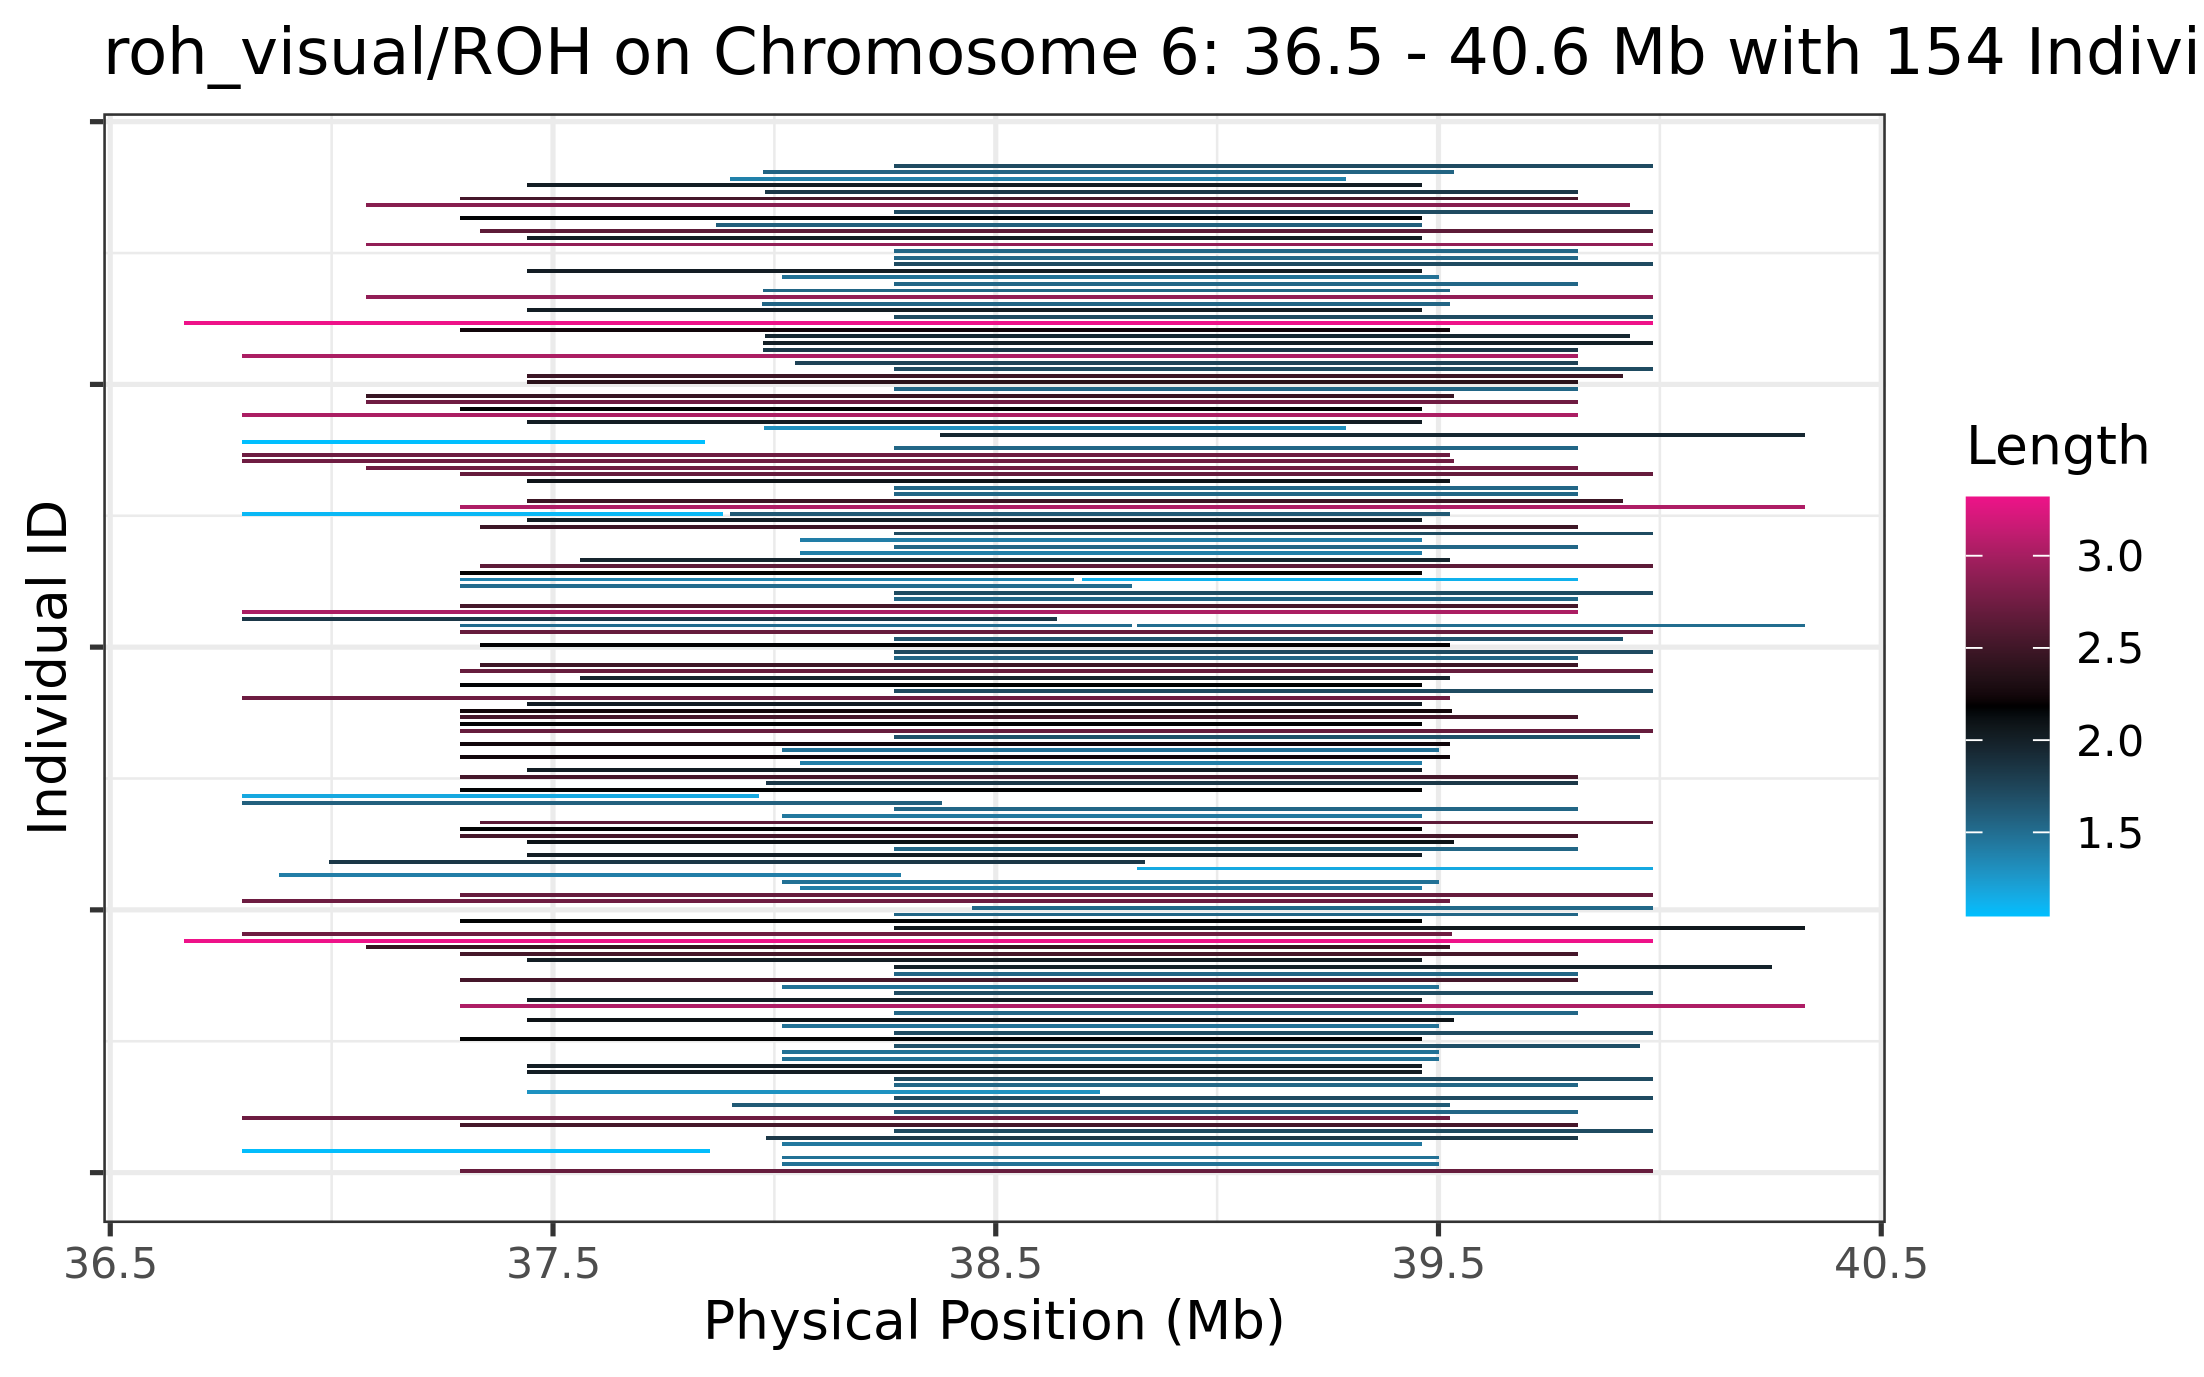 roh_visual/ROH on Chromosome 6: 36.5 - 40.6 Mb with 154 Indivi
Individual ID
Length
3.0
2.5
2.0
1.5
36.5 37.5 38.5 39.5 40.5
Physical Position (Mb)